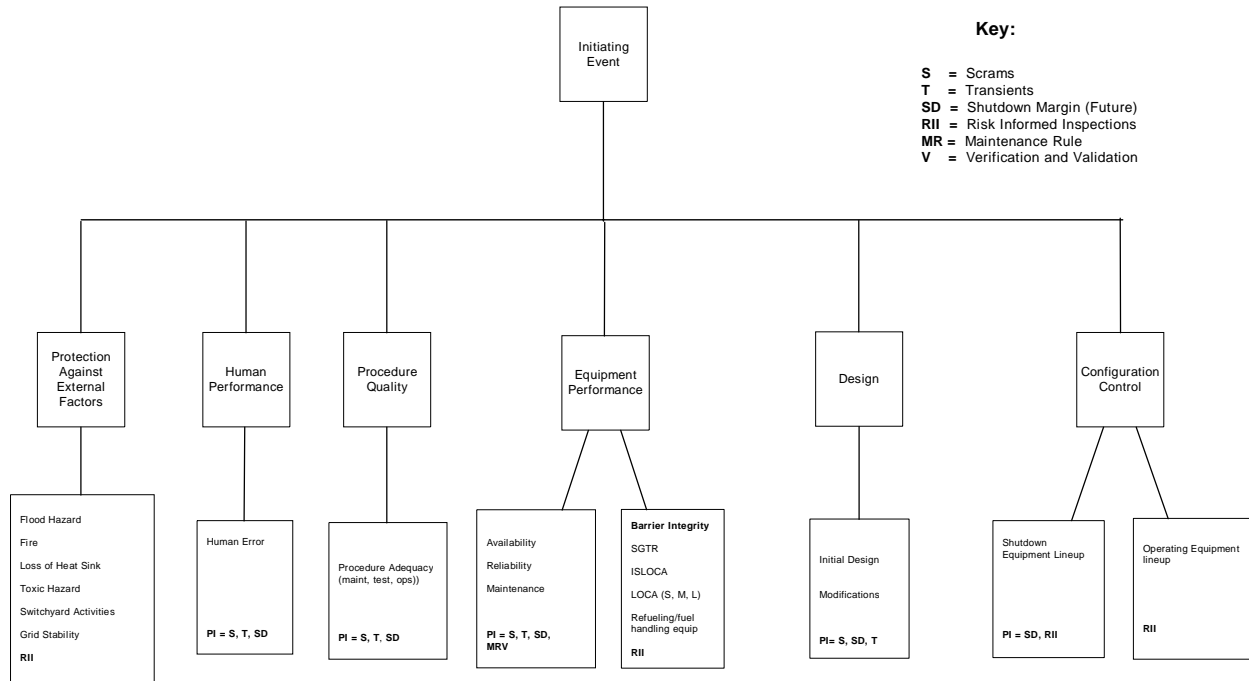 Initiating
Event
Key:
S = Scrams
T = Transients
SD = Shutdown Margin (Future)
RII = Risk Informed Inspections
MR = Maintenance Rule
V = Verification and Validation
Protection
Against
External
Factors
Human
Performance
Procedure
Quality
Equipment
Performance
Design
Configuration
Control
Flood Hazard
Fire
Loss of Heat Sink
Toxic Hazard
Switchyard Activities
Grid Stability
RII
Human Error
PI = S, T, SD
Procedure Adequacy
(maint, test, ops))
PI = S, T, SD
Availability
Reliability
Maintenance
PI = S, T, SD,
MRV
Barrier Integrity
SGTR
ISLOCA
LOCA (S, M, L)
Refueling/fuel
handling equip
RII
Initial Design
Modifications
PI= S, SD, T
Shutdown
Equipment Lineup
PI = SD, RII
Operating Equipment
lineup
RII